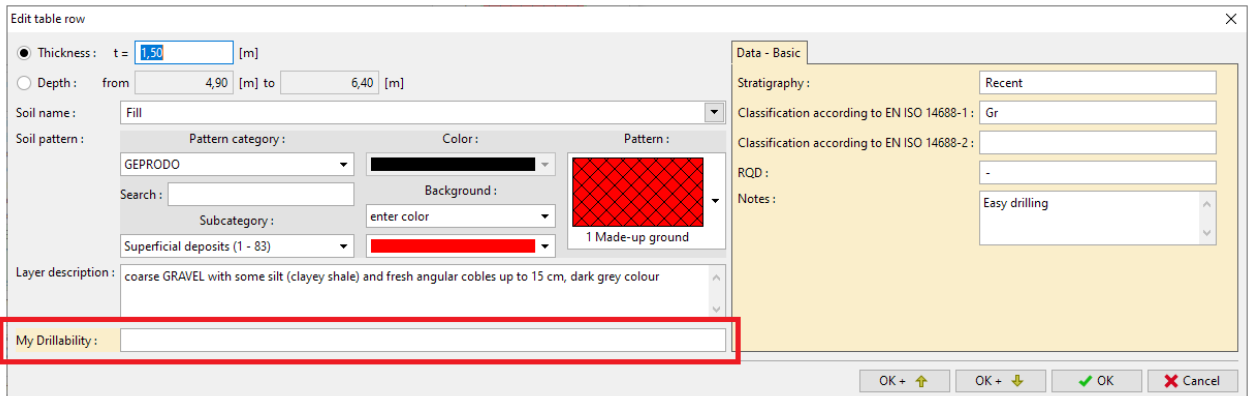 Edit table row
Thickness : t = 1,50 [m]
Depth : from 4,90 [m] to 6,40 [m]
Soil name : Fill
Soil pattern : Pattern category : Color : Pattern :
GEPRODO
Search :
Background :
Subcategory :
enter color
Superficial deposits (1 - 83)
1 Made-up ground
Layer description : coarse GRAVEL with some silt (clayey shale) and fresh angular cobles up to 15 cm, dark grey colour
My Drillability :
Data - Basic
Stratigraphy : Recent
Classification according to EN ISO 14688-1 : Gr
Classification according to EN ISO 14688-2 :
RQD : -
Notes : Easy drilling
OK + OK + OK Cancel